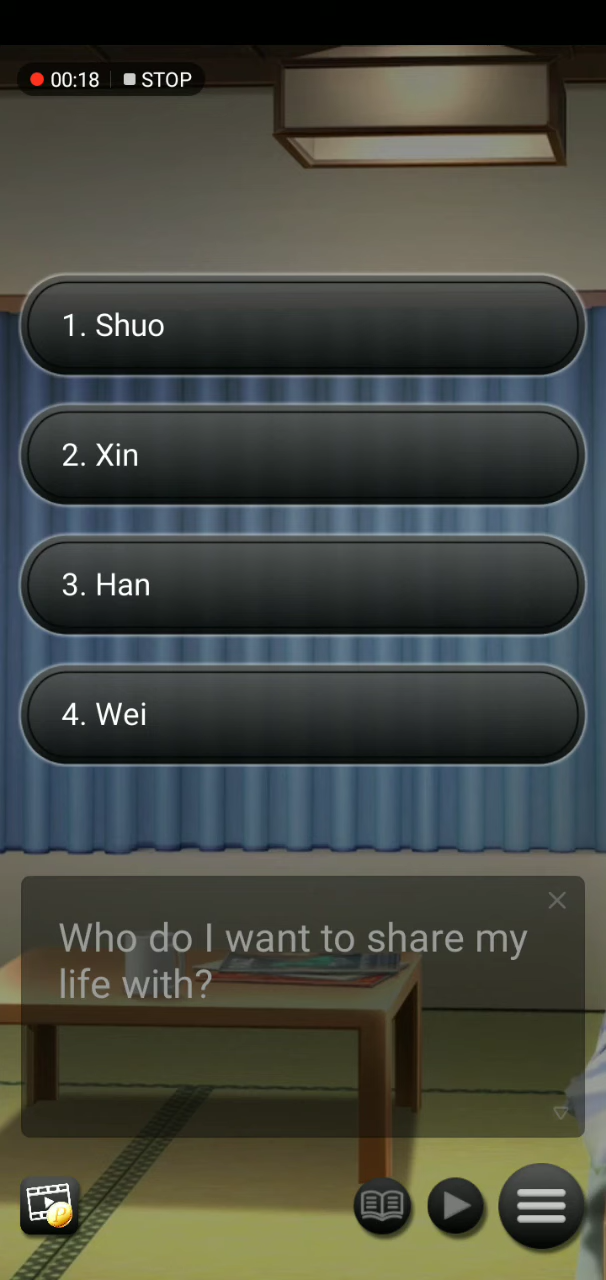 00:18 STOP
1. Shuo
2. Xin
3. Han
4. Wei
Who do I want to share my
life with?
P